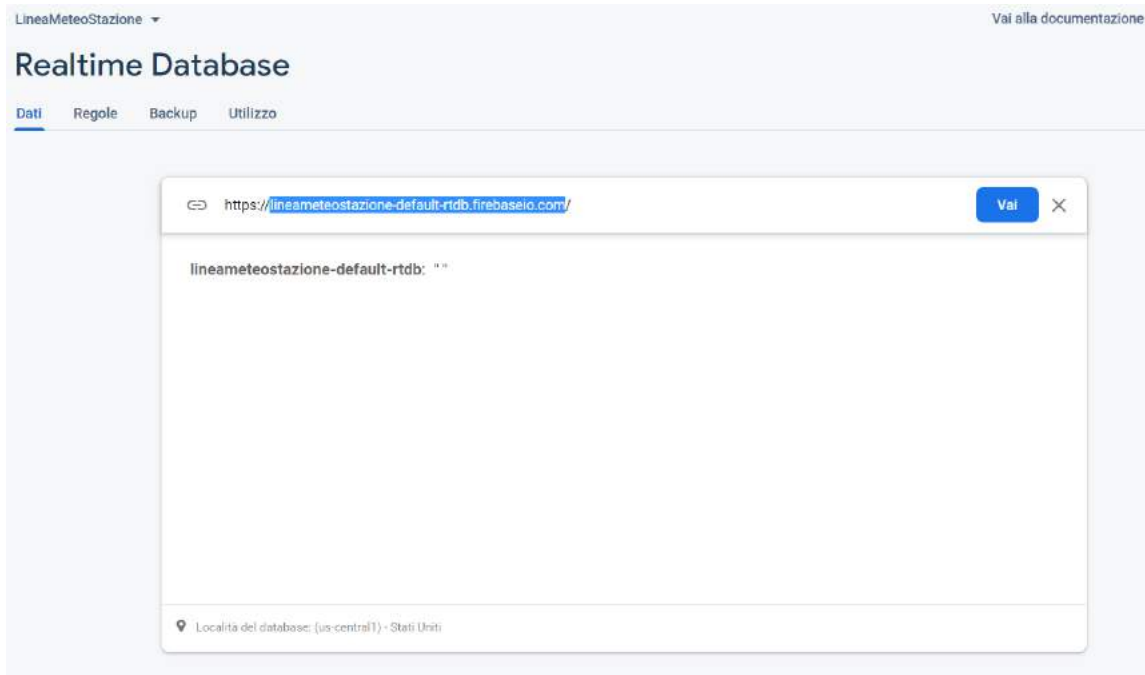 LineaMeteoStazione
Vai alla documentazione
Realtime Database
Dati Regole Backup Utilizzo
https://lineameteostazione-default-rtdb.firebaseio.com/
Vai
lineameteostazione-default-rtdb: ""
Località del database: (us-central1) - Stati Uniti